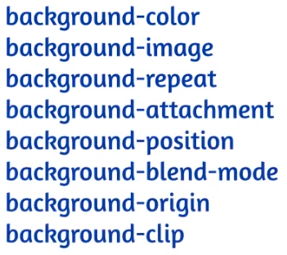 background-color
background-image
background-repeat
background-attachment
background-position
background-blend-mode
background-origin
background-clip